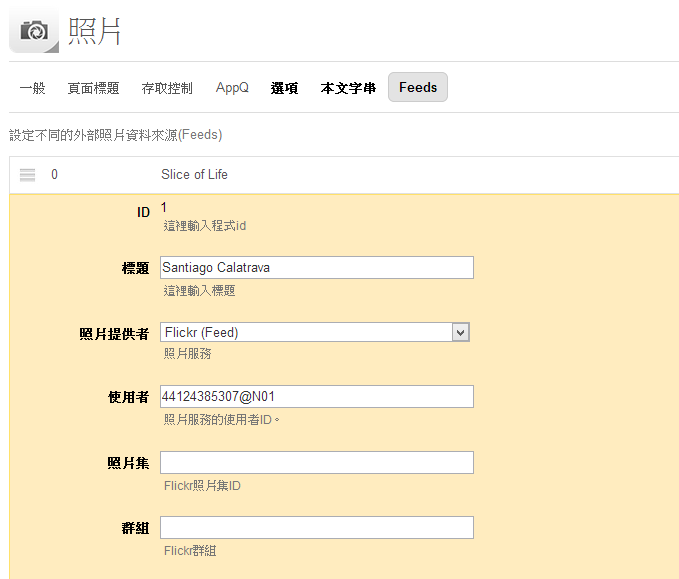 照片
一般 頁面標題 存取控制 AppQ 選項 本文字串 Feeds
設定不同的外部照片資料來源(Feeds)
0 Slice of Life
ID 1
這裡輸入程式id
標題 Santiago Calatrava
這裡輸入標題
照片提供者 Flickr (Feed)
照片服務
使用者 44124385307@N01
照片服務的使用者ID。
照片集
Flickr照片集ID
群組
Flickr群組